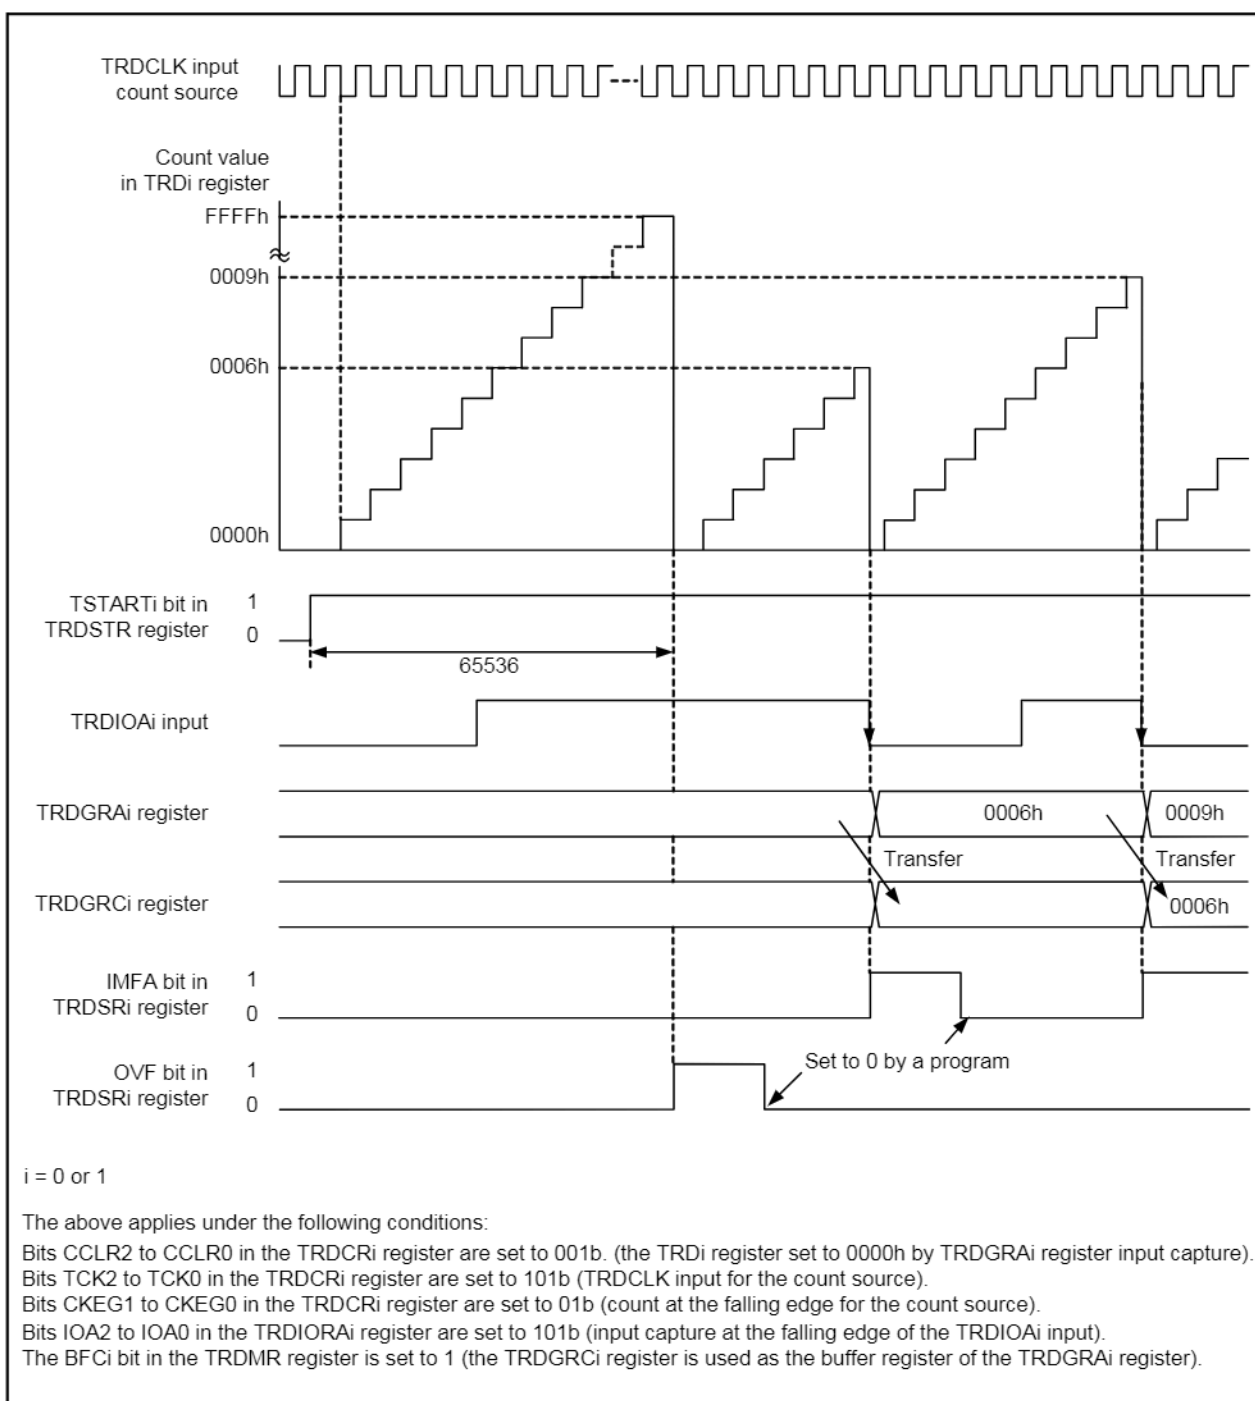 TRDCLK input
count source
Count value
in TRDi register
FFFFh
0009h
0006h
0000h
TSTARTi bit in 1
TRDSTR register 0
65536
TRDIOAi input
TRDGRAi register 0006h 0009h
Transfer Transfer
TRDGRCi register 0006h
IMFA bit in 1
TRDSRi register 0
Set to 0 by a program
OVF bit in 1
TRDSRi register 0
i = 0 or 1
The above applies under the following conditions:
Bits CCLR2 to CCLR0 in the TRDCRi register are set to 001b. (the TRDi register set to 0000h by TRDGRAi register input capture).
Bits TCK2 to TCK0 in the TRDCRi register are set to 101b (TRDCLK input for the count source).
Bits CKEG1 to CKEG0 in the TRDCRi register are set to 01b (count at the falling edge for the count source).
Bits IOA2 to IOA0 in the TRDIORAi register are set to 101b (input capture at the falling edge of the TRDIOAi input).
The BFCi bit in the TRDMR register is set to 1 (the TRDGRCi register is used as the buffer register of the TRDGRAi register).